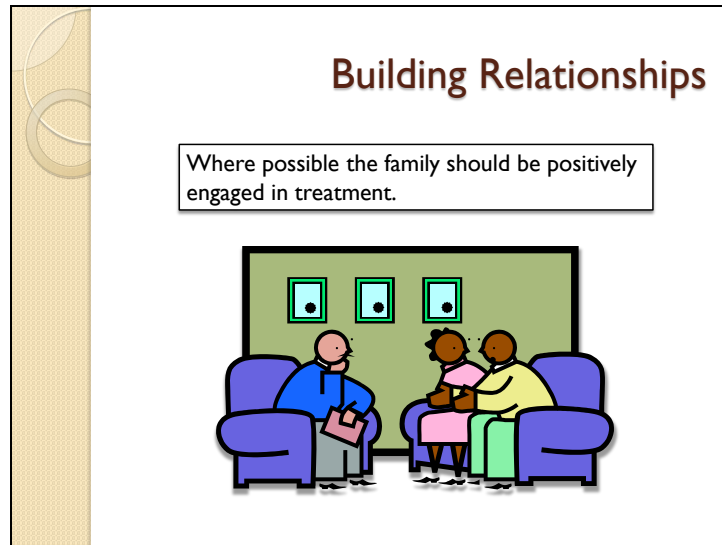 Building Relationships
Where possible the family should be positively
engaged in treatment.